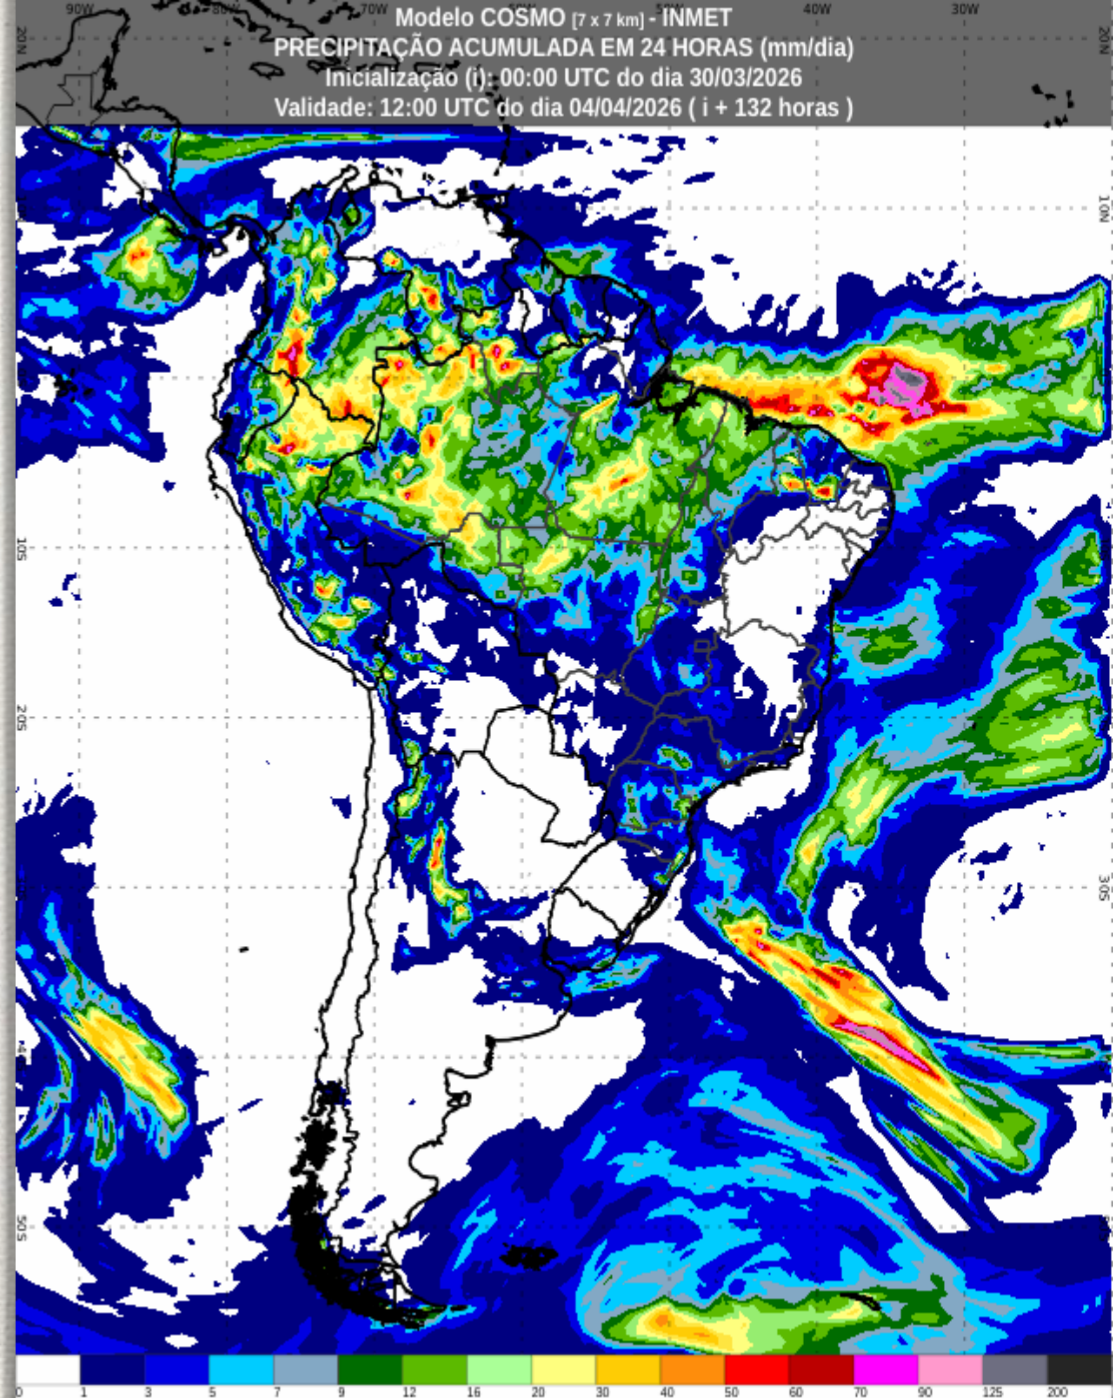 90W 80W 70W 50W 40W 30W
Modelo COSMO [7 x 7 km] - INMET
20N 20N
PRECIPITAÇÃO ACUMULADA EM 24 HORAS (mm/dia)
Inicialização (i): 00:00 UTC do dia 30/03/2026
Validade: 12:00 UTC do dia 04/04/2026 ( i + 132 horas )
10N
10S
20S
30S
50S
0 1 3 5 7 9 12 16 20 30 40 50 60 70 90 125 200